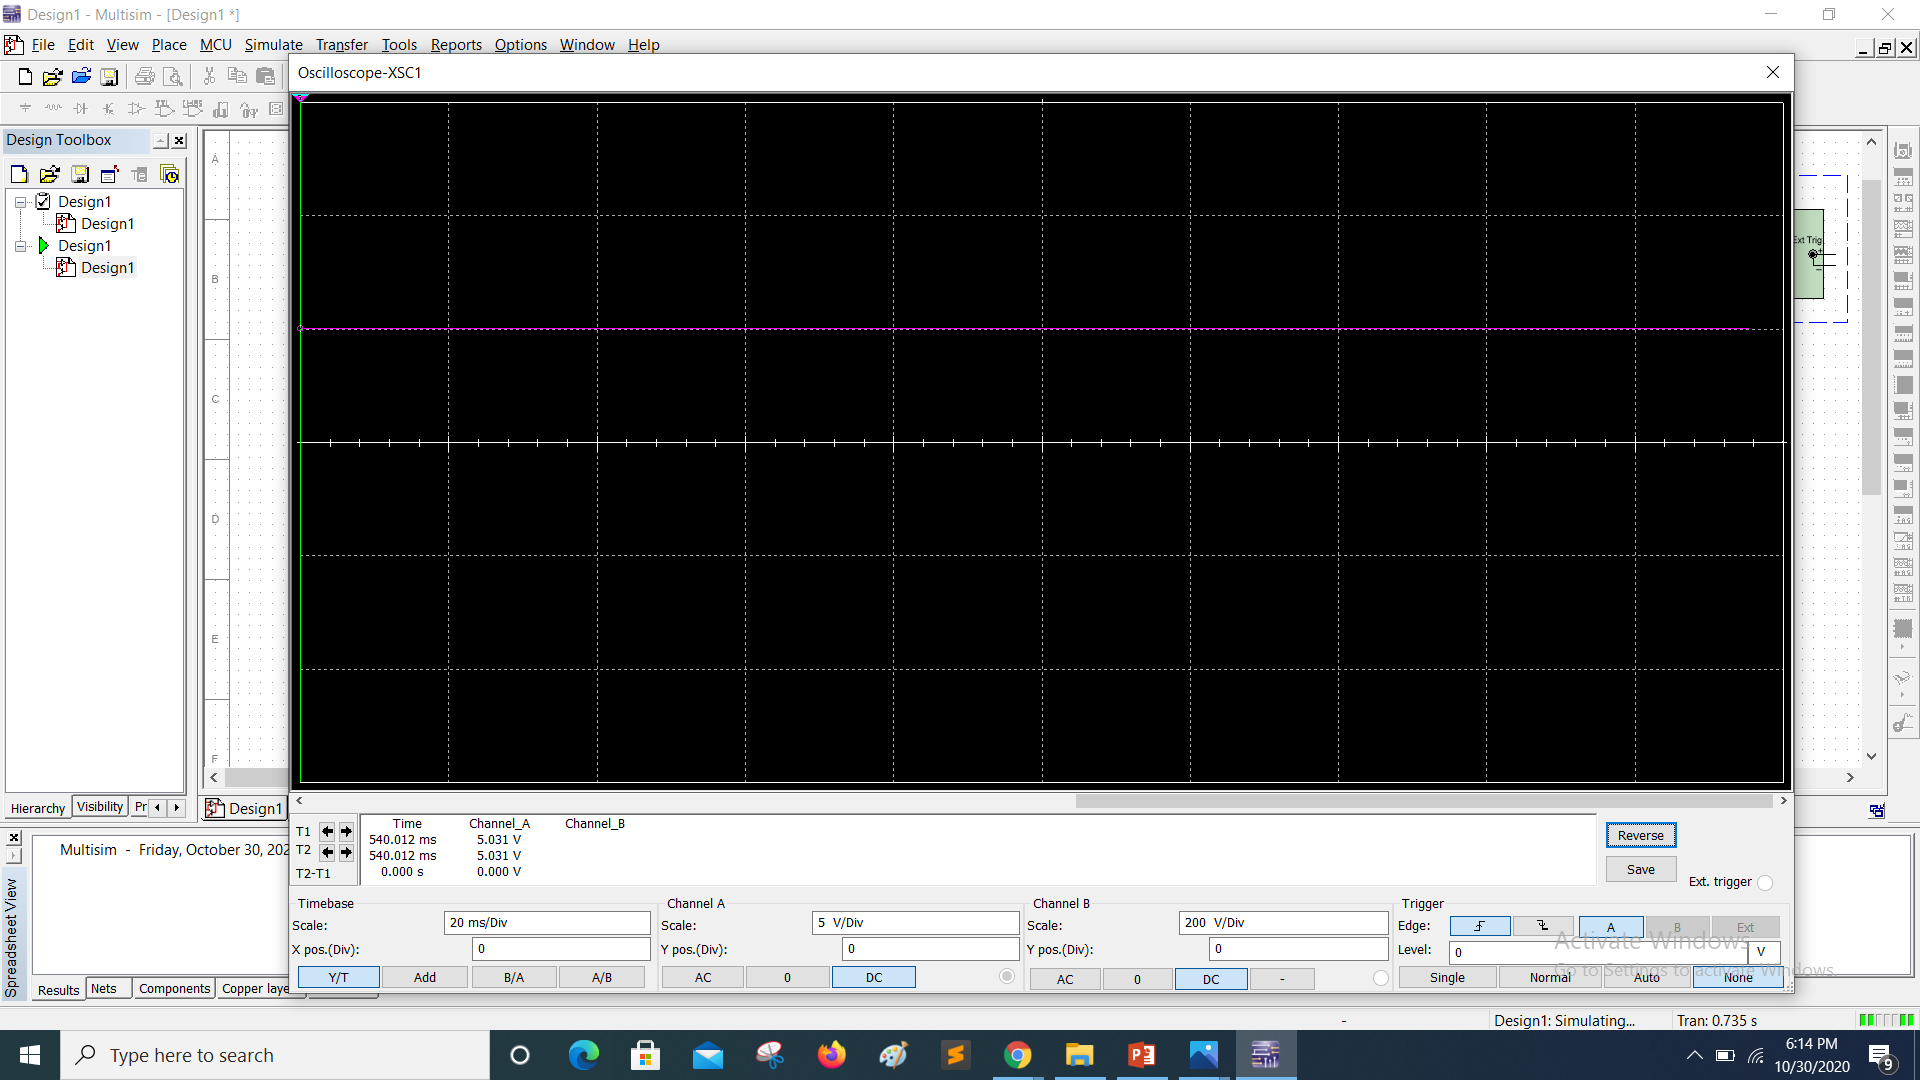 Design1 - Multisim - [Design1 *]
File Edit View Place MCU Simulate Transfer Tools Reports Options Window Help
Oscilloscope-XSC1
Design Toolbox
Design1
Design1
Design1
Design1
A
B
C
D
E
F
Ext Trig
+
–
Hierarchy Visibility Pr
Design1
T1
T2
T2-T1
Time Channel_A Channel_B
540.012 ms 5.031 V
540.012 ms 5.031 V
0.000 s 0.000 V
Reverse
Save
Ext. trigger
Timebase
Scale: 20 ms/Div
X pos.(Div): 0
Y/T Add B/A A/B
Channel A
Scale: 5 V/Div
Y pos.(Div): 0
AC 0 DC
Channel B
Scale: 200 V/Div
Y pos.(Div): 0
AC 0 DC -
Trigger
Edge: A B Ext
Level: 0 V
Single Normal Auto None
Activate Windows
Go to Settings to activate Windows.
Multisim - Friday, October 30, 202
Spreadsheet View
Results Nets Components Copper laye
- Design1: Simulating... Tran: 0.735 s
Type here to search
6:14 PM
10/30/2020
9